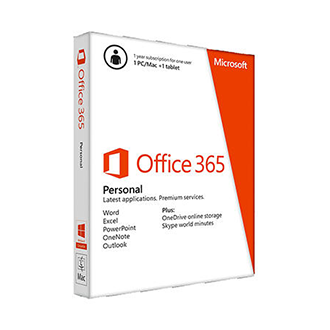 1 year subscription for one user
1 PC/Mac + 1 tablet
Microsoft
Office 365
Personal
Latest applications. Premium services.
Word
Excel
PowerPoint
OneNote
Outlook
Plus:
OneDrive online storage
Skype world minutes
Office 365
Personal
Mac